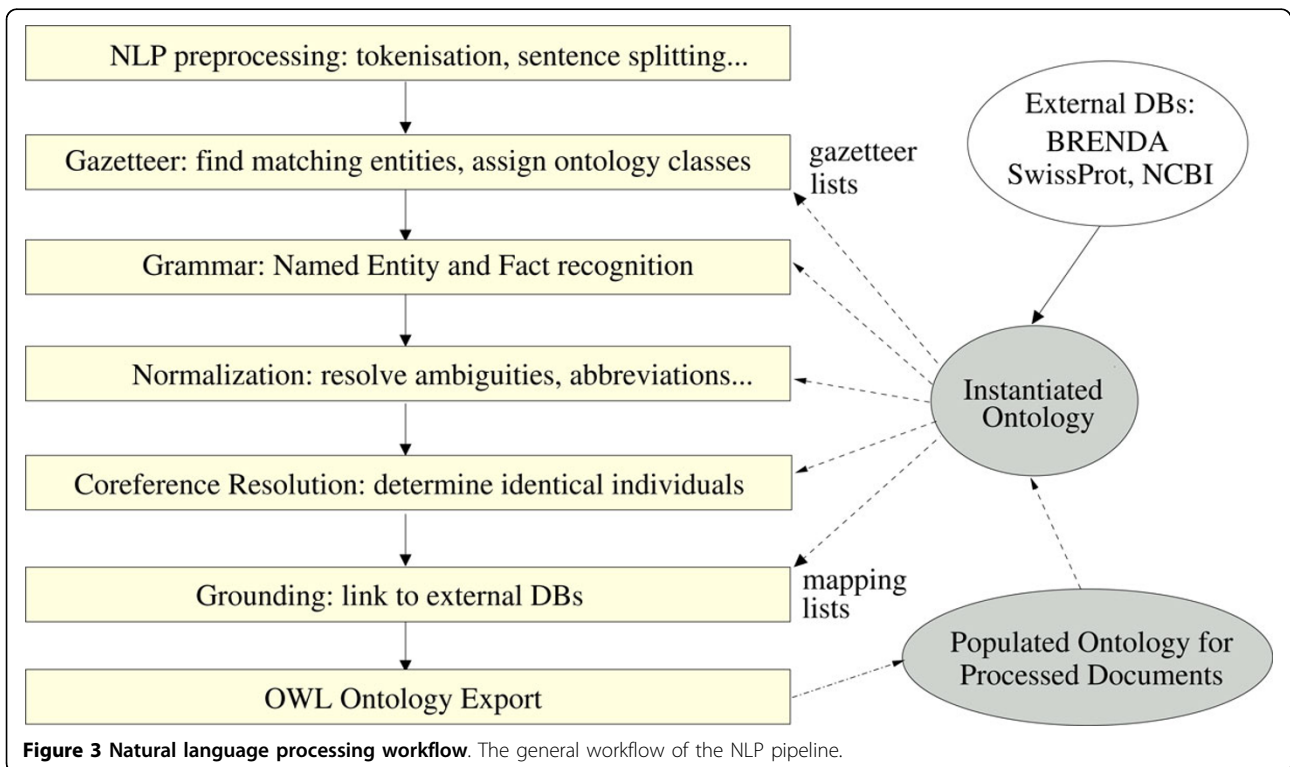 NLP preprocessing: tokenisation, sentence splitting...
Gazetteer: find matching entities, assign ontology classes
Grammar: Named Entity and Fact recognition
Normalization: resolve ambiguities, abbreviations...
Coreference Resolution: determine identical individuals
Grounding: link to external DBs
OWL Ontology Export
gazetteer
lists
External DBs:
BRENDA
SwissProt, NCBI
Instantiated
Ontology
mapping
lists
Populated Ontology for
Processed Documents
Figure 3 Natural language processing workflow. The general workflow of the NLP pipeline.